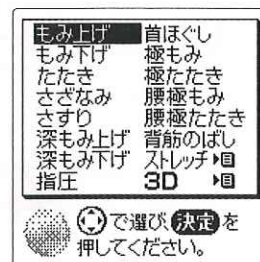 もみ上げ 首ほぐし
もみ下げ 極もみ
たたき 極たたき
さざなみ 腰極もみ
さすり 腰極たたき
深もみ上げ 背筋のばし
深もみ下げ ストレッチ
指圧 3D
で選び、決定を
押してください。